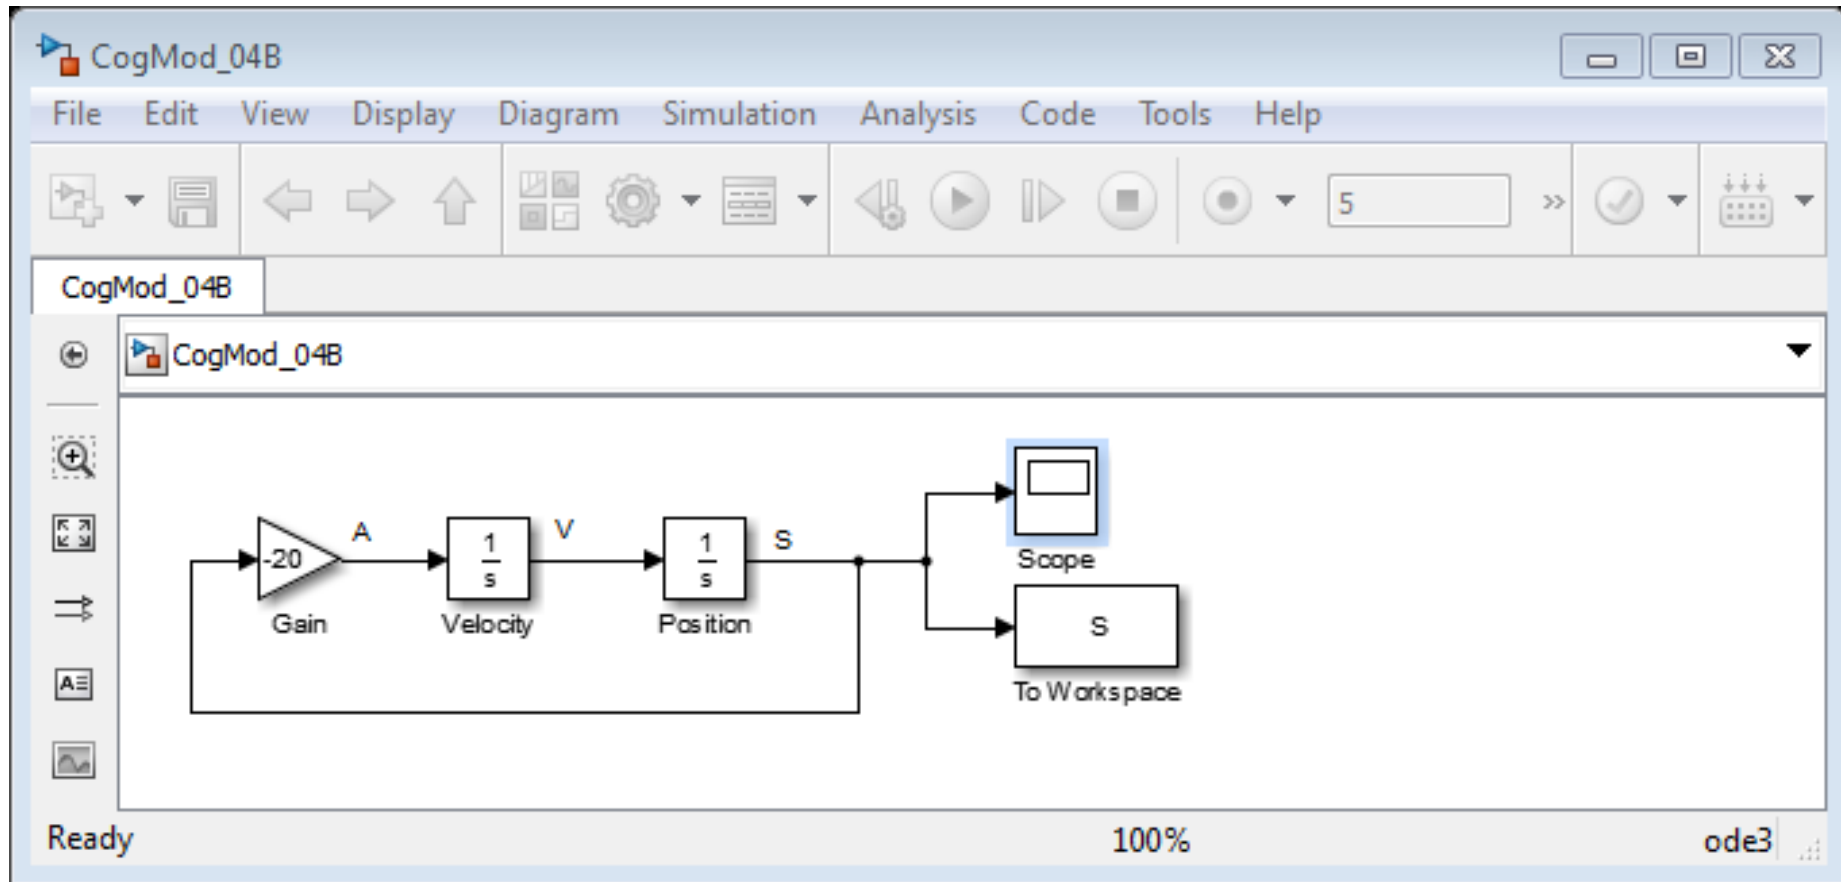 CogMod_04B
File Edit View Display Diagram Simulation Analysis Code Tools Help
5 »
CogMod_04B
CogMod_04B
A V S
-20 1 1
s s
Gain Velocity Position
Scope
S
To Workspace
Ready 100% ode3